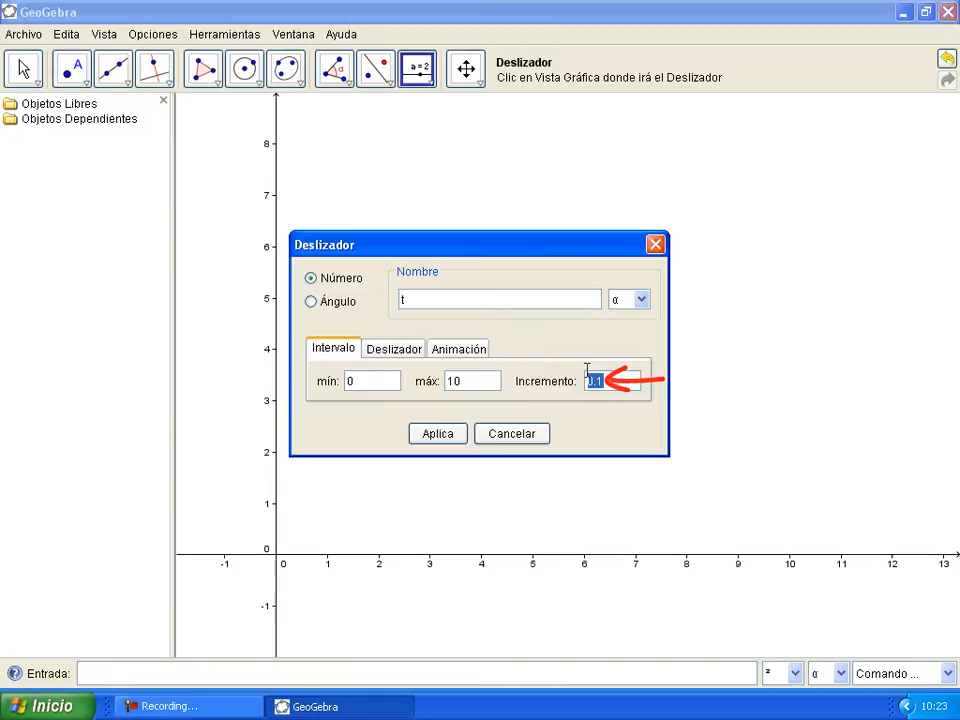 GeoGebra
Archivo Edita Vista Opciones Herramientas Ventana Ayuda
A
α
a = 2
Deslizador
Clic en Vista Gráfica donde irá el Deslizador
Objetos Libres
Objetos Dependientes
8
7
6
5
4
3
2
1
0
-1
-1 0 1 2 3 4 5 6 7 8 9 10 11 12 13
Deslizador
Número
Ángulo
Nombre
t
α
Intervalo Deslizador Animación
mín: 0 máx: 10 Incremento: 0.1
Aplica Cancelar
Entrada: ² α Comando ...
Inicio Recording... GeoGebra 10:23